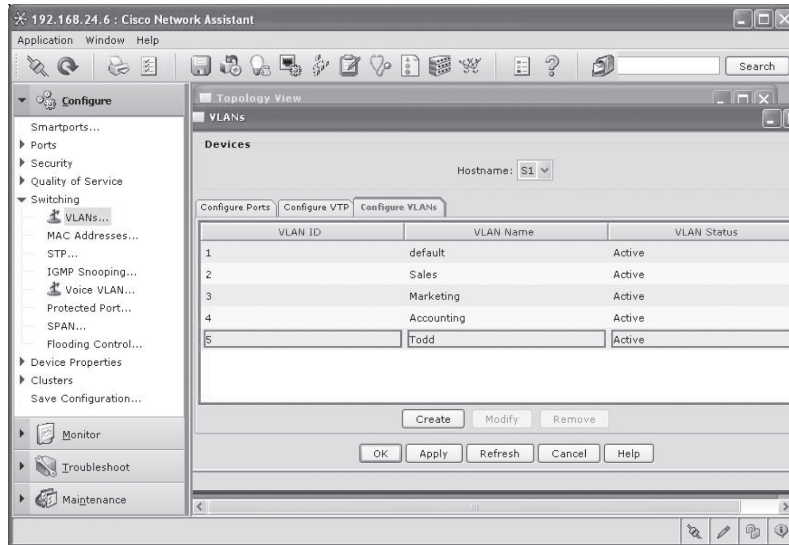 192.168.24.6 : Cisco Network Assistant
Application Window Help
Search
Configure
Smartports...
Ports
Security
Quality of Service
Switching
VLANs...
MAC Addresses...
STP...
IGMP Snooping...
Voice VLAN...
Protected Port...
SPAN...
Flooding Control...
Device Properties
Clusters
Save Configuration...
Monitor
Troubleshoot
Maintenance
Topology View
VLANs
Devices
Hostname: S1
Configure Ports Configure VTP Configure VLANs
VLAN ID VLAN Name VLAN Status
1 default Active
2 Sales Active
3 Marketing Active
4 Accounting Active
5 Todd Active
Create Modify Remove
OK Apply Refresh Cancel Help